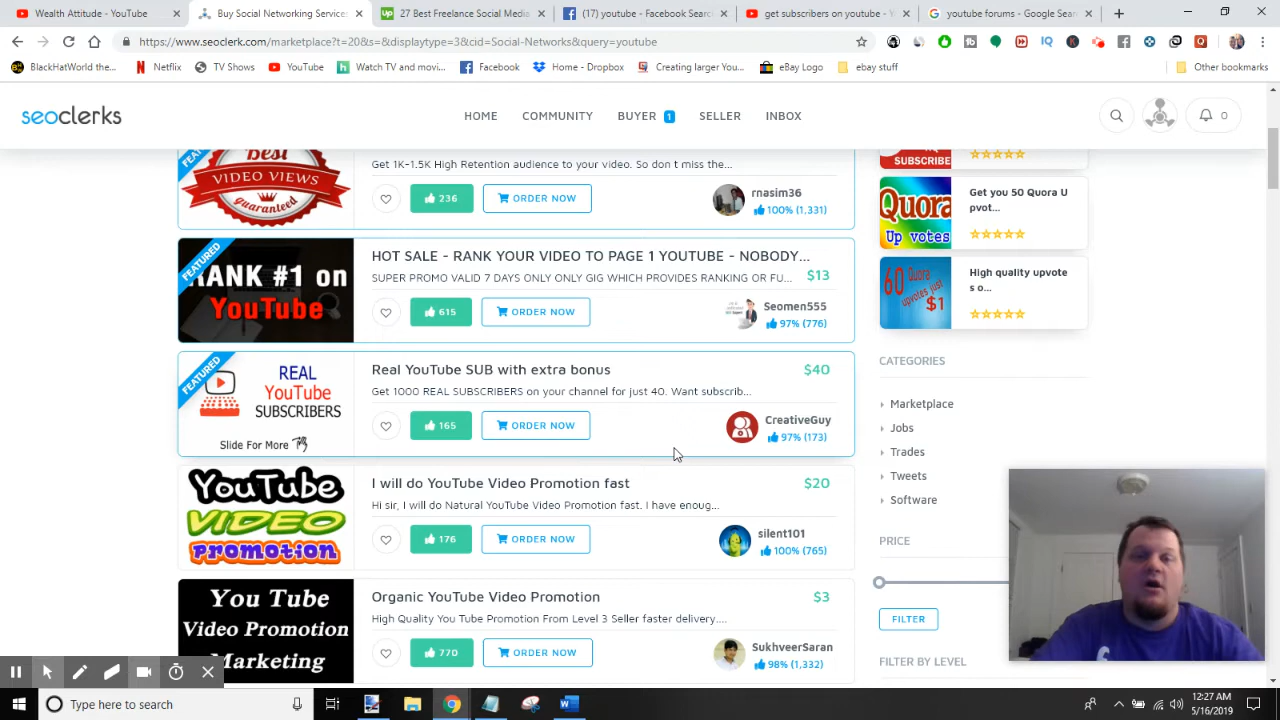 Wealth Attraction Tips - YouTube
Buy Social Networking Service
27 Best Freelance Social Media
(17) youtube - Facebook Search
get subscribers on youtube - Y
get subscribers on youtube - G
https://www.seoclerk.com/marketplace?t=20&s=&displaytype=3&cid=Social-Networks&query=youtube
BlackHatWorld the...
Netflix
TV Shows
YouTube
Watch TV and movi...
Facebook
Home - Dropbox
Creating larger You...
eBay Logo
ebay stuff
Other bookmarks
seoclerks
HOME
COMMUNITY
BUYER 1
SELLER
INBOX
0
FEATURED
Best
VIDEO VIEWS
guaranteed
Get 1K-1.5K High Retention audience to your video. So don t miss the...
236
ORDER NOW
rnasim36
100% (1,331)
FEATURED
RANK #1 on
YouTube
HOT SALE - RANK YOUR VIDEO TO PAGE 1 YOUTUBE - NOBODY...
SUPER PROMO VALID 7 DAYS ONLY ONLY GIG WHICH PROVIDES RANKING OR FU...
$13
615
ORDER NOW
Seomen555
97% (776)
FEATURED
REAL
YouTube
SUBSCRIBERS
Slide For More
Real YouTube SUB with extra bonus
$40
Get 1000 REAL SUBSCRIBERS on your channel for just 40. Want subscrib...
165
ORDER NOW
CreativeGuy
97% (173)
YouTube
VIDEO
promotion
I will do YouTube Video Promotion fast
$20
Hi sir, I will do Natural YouTube Video Promotion fast. I have enoug...
176
ORDER NOW
silent101
100% (765)
You Tube
Video Promotion
Marketing
Organic YouTube Video Promotion
$3
High Quality You Tube Promotion From Level 3 Seller faster delivery....
770
ORDER NOW
SukhveerSaran
98% (1,332)
SUBSCRIBE
Quora
Up votes
Get you 50 Quora U
pvot...
60 Quora
upvotes just
$1
High quality upvote
s o...
CATEGORIES
Marketplace
Jobs
Trades
Tweets
Software
PRICE
FILTER
FILTER BY LEVEL
Type here to search
12:27 AM
5/16/2019